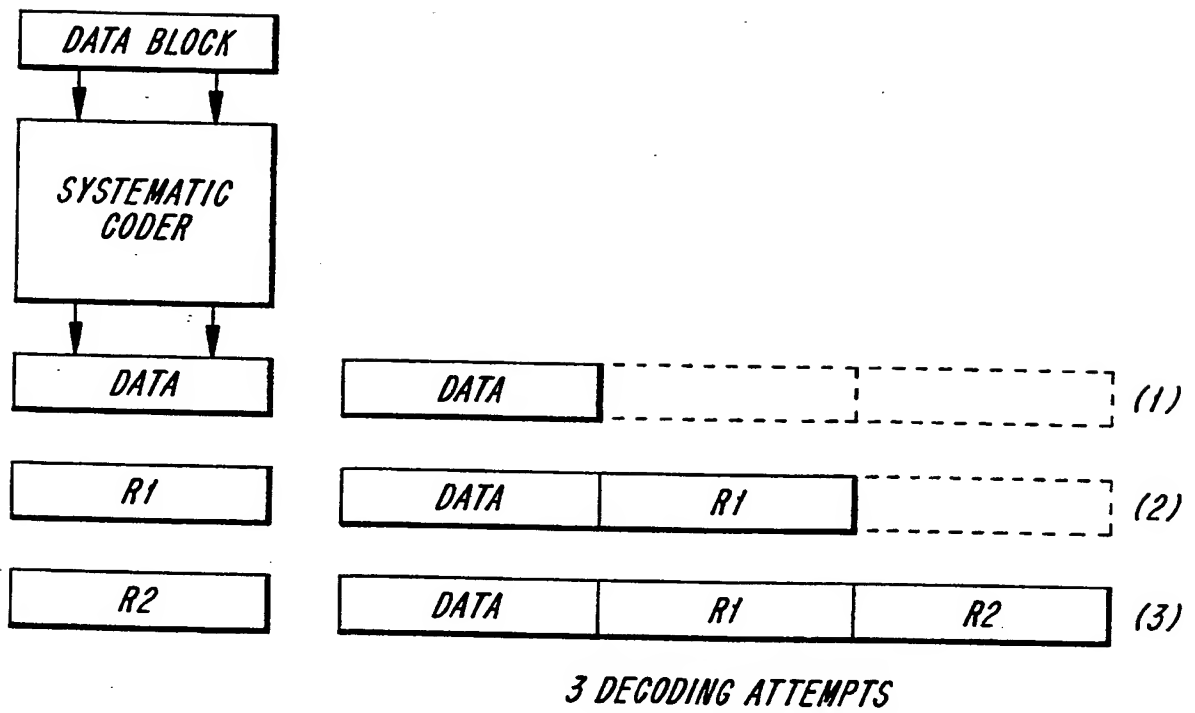 DATA BLOCK
SYSTEMATIC
CODER
DATA
DATA
(1)
R1
DATA
R1
(2)
R2
DATA
R1
R2
(3)
3 DECODING ATTEMPTS